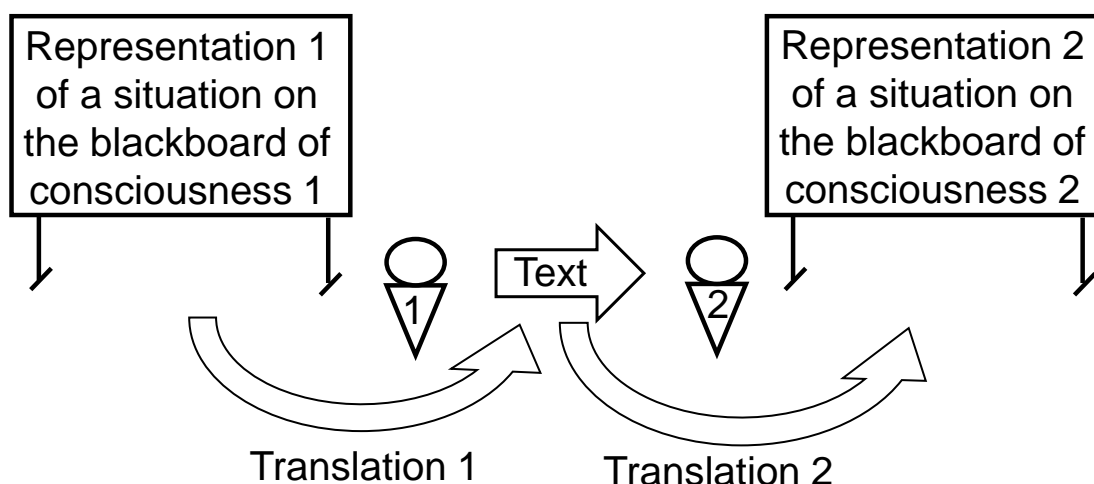 Representation 1
of a situation on
the blackboard of
consciousness 1
Representation 2
of a situation on
the blackboard of
consciousness 2
1
Text
2
Translation 1
Translation 2